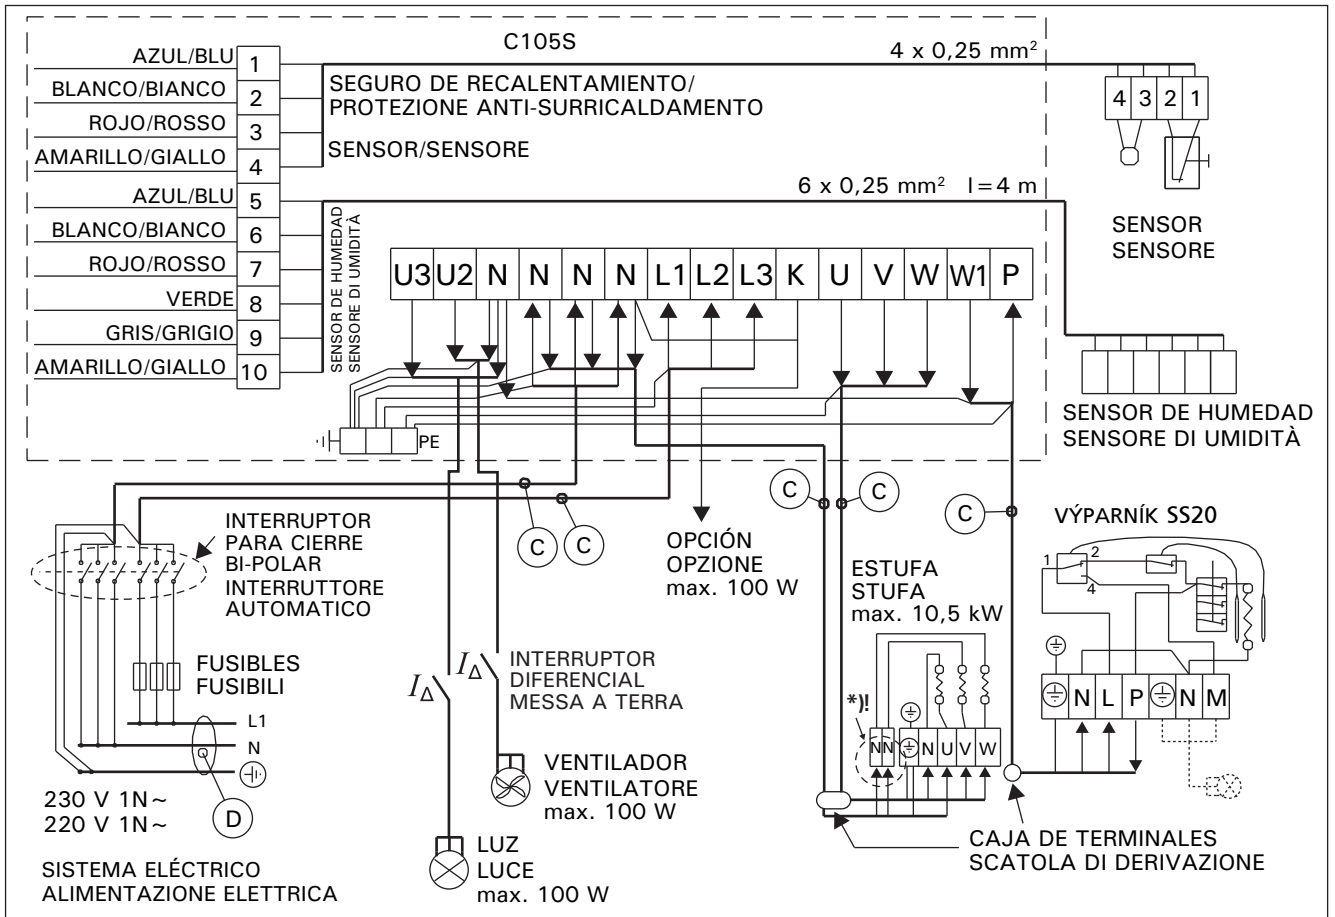 C105S
4 x 0,25 mm²
AZUL/BLU 1
BLANCO/BIANCO 2
ROJO/ROSSO 3
AMARILLO/GIALLO 4
AZUL/BLU 5
BLANCO/BIANCO 6
ROJO/ROSSO 7
VERDE 8
GRIS/GRIGIO 9
AMARILLO/GIALLO 10
SEGURO DE RECALENTAMIENTO/
PROTEZIONE ANTI-SURRICALDAMENTO
SENSOR/SENSORE
4 3 2 1
SENSOR
SENSORE
6 x 0,25 mm² l=4 m
SENSOR DE HUMEDAD
SENSORE DI UMIDITÀ
U3 U2 N N N N L1 L2 L3 K U V W W1 P
SENSOR DE HUMEDAD
SENSORE DI UMIDITÀ
PE
C
C
C
C
C
INTERRUPTOR
PARA CIERRE
BI-POLAR
INTERRUTTORE
AUTOMATICO
OPCIÓN
OPZIONE
max. 100 W
ESTUFA
STUFA
max. 10,5 kW
VÝPARNÍK SS20
1
2
4
FUSIBLES
FUSIBILI
L1
N
D
230 V 1N~
220 V 1N~
SISTEMA ELÉCTRICO
ALIMENTAZIONE ELETTRICA
IΔ
IΔ
INTERRUPTOR
DIFERENCIAL
MESSA A TERRA
VENTILADOR
VENTILATORE
max. 100 W
LUZ
LUCE
max. 100 W
*)!
N N N U V W
N L P N M
CAJA DE TERMINALES
SCATOLA DI DERIVAZIONE